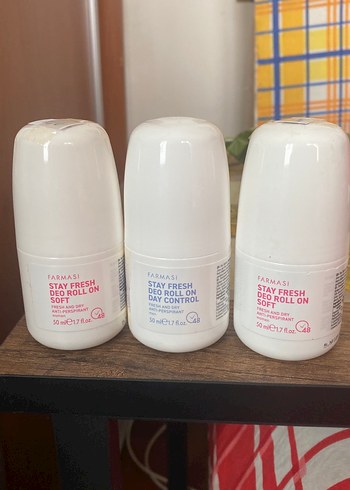 FARMASi
STAY FRESH
DEO ROLL ON
SOFT
FRESH AND DRY
ANTI-PERSPIRANT
50 ml ℮ 1.7 fl.oz.
48
FARMASi
STAY FRESH
DEO ROLL ON
DAY CONTROL
FRESH AND DRY
ANTI-PERSPIRANT
50 ml ℮ 1.7 fl.oz.
48
FARMASi
STAY FRESH
DEO ROLL ON
SOFT
FRESH AND DRY
ANTI-PERSPIRANT
50 ml ℮ 1.7 fl.oz.
48